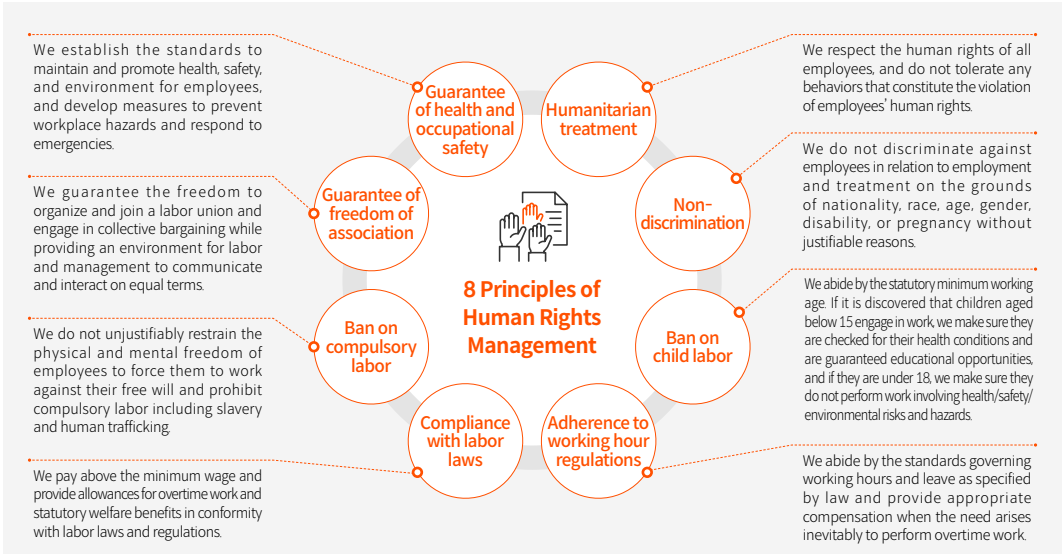 We establish the standards to
maintain and promote health, safety,
and environment for employees,
and develop measures to prevent
workplace hazards and respond to
emergencies.
We guarantee the freedom to
organize and join a labor union and
engage in collective bargaining while
providing an environment for labor
and management to communicate
and interact on equal terms.
We do not unjustifiably restrain the
physical and mental freedom of
employees to force them to work
against their free will and prohibit
compulsory labor including slavery
and human trafficking.
We pay above the minimum wage and
provide allowances for overtime work and
statutory welfare benefits in conformity
with labor laws and regulations.
Guarantee
of health and
occupational
safety
Humanitarian
treatment
Guarantee of
freedom of
association
Non-
discrimination
8 Principles of
Human Rights
Management
Ban on
compulsory
labor
Ban on
child labor
Compliance
with labor
laws
Adherence to
working hour
regulations
We respect the human rights of all
employees, and do not tolerate any
behaviors that constitute the violation
of employees' human rights.
We do not discriminate against
employees in relation to employment
and treatment on the grounds
of nationality, race, age, gender,
disability, or pregnancy without
justifiable reasons.
We abide by the statutory minimum working
age. If it is discovered that children aged
below 15 engage in work, we make sure they
are checked for their health conditions and
are guaranteed educational opportunities,
and if they are under 18, we make sure they
do not perform work involving health/safety/
environmental risks and hazards.
We abide by the standards governing
working hours and leave as specified
by law and provide appropriate
compensation when the need arises
inevitably to perform overtime work.